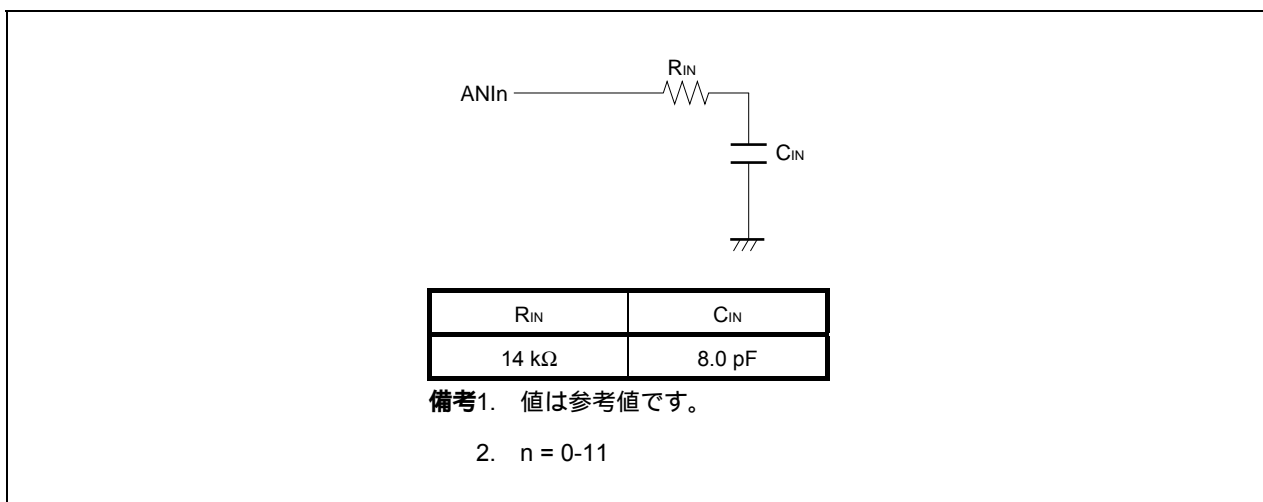 RIN
ANIn
CIN
RIN CIN
14 kΩ 8.0 pF
備考1. 値は参考値です。
2. n = 0-11